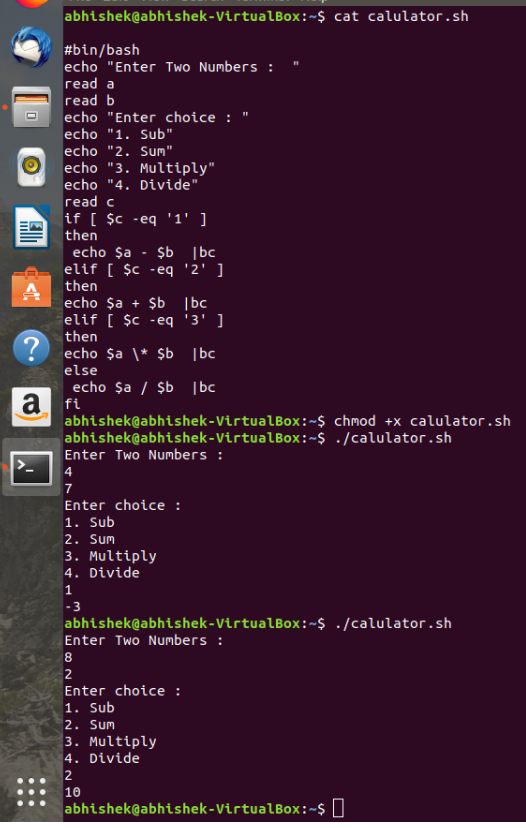 abhishek@abhishek-VirtualBox:~$ cat calulator.sh
#bin/bash
echo "Enter Two Numbers :  "
read a
read b
echo "Enter choice : "
echo "1. Sub"
echo "2. Sum"
echo "3. Multiply"
echo "4. Divide"
read c
if [ $c -eq '1' ]
then
 echo $a - $b  |bc
elif [ $c -eq '2' ]
then
echo $a + $b  |bc
elif [ $c -eq '3' ]
then
echo $a \* $b  |bc
else
 echo $a / $b  |bc
fi
abhishek@abhishek-VirtualBox:~$ chmod +x calulator.sh
abhishek@abhishek-VirtualBox:~$ ./calulator.sh
Enter Two Numbers :
4
7
Enter choice :
1. Sub
2. Sum
3. Multiply
4. Divide
1
-3
abhishek@abhishek-VirtualBox:~$ ./calulator.sh
Enter Two Numbers :
8
2
Enter choice :
1. Sub
2. Sum
3. Multiply
4. Divide
2
10
abhishek@abhishek-VirtualBox:~$